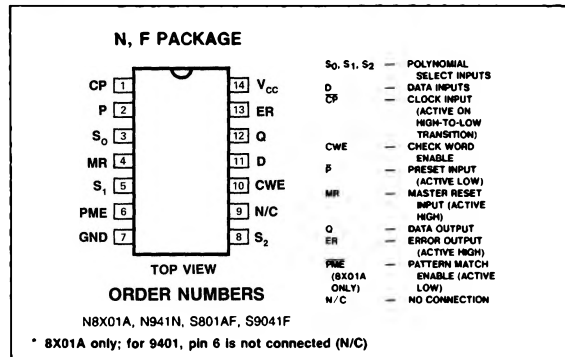 N, F PACKAGE
CP 1
P 2
S0 3
MR 4
S1 5
PME 6
GND 7
14 VCC
13 ER
12 Q
11 D
10 CWE
9 N/C
8 S2
TOP VIEW
ORDER NUMBERS
N8X01A, N941N, S801AF, S9041F
* 8X01A only; for 9401, pin 6 is not connected (N/C)
S0, S1, S2 — POLYNOMIAL
SELECT INPUTS
D — DATA INPUTS
C̅P̅ — CLOCK INPUT
(ACTIVE ON
HIGH-TO-LOW
TRANSITION)
CWE — CHECK WORD
ENABLE
P̅ — PRESET INPUT
(ACTIVE LOW)
MR — MASTER RESET
INPUT (ACTIVE
HIGH)
Q — DATA OUTPUT
ER — ERROR OUTPUT
(ACTIVE HIGH)
P̅M̅E̅ — PATTERN MATCH
(8X01A ENABLE (ACTIVE
ONLY) LOW)
N/C — NO CONNECTION